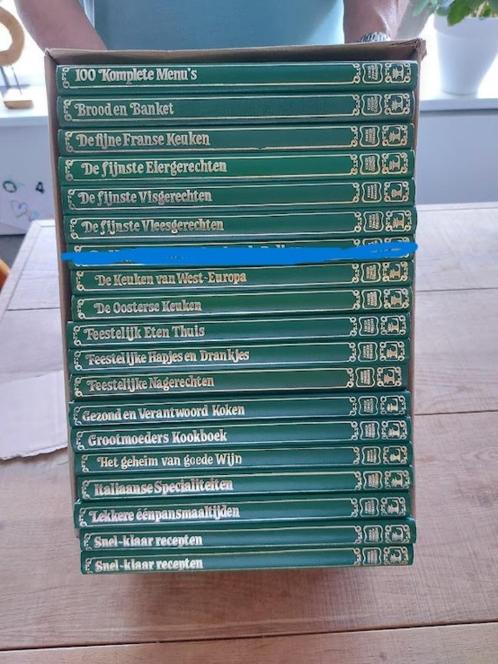 100 Komplete Menu's
Brood en Banket
De fijne Franse Keuken
De fijnste Eiergerechten
De fijnste Visgerechten
De fijnste Vleesgerechten
De Keuken van West-Europa
De Oosterse Keuken
Feestelijk Eten Thuis
Feestelijke Hapjes en Drankjes
Feestelijke Nagerechten
Gezond en Verantwoord Koken
Grootmoeders Kookboek
Het geheim van goede Wijn
Italiaanse Specialiteiten
Lekkere éénpansmaaltijden
Snel-klaar recepten
Snel-klaar recepten